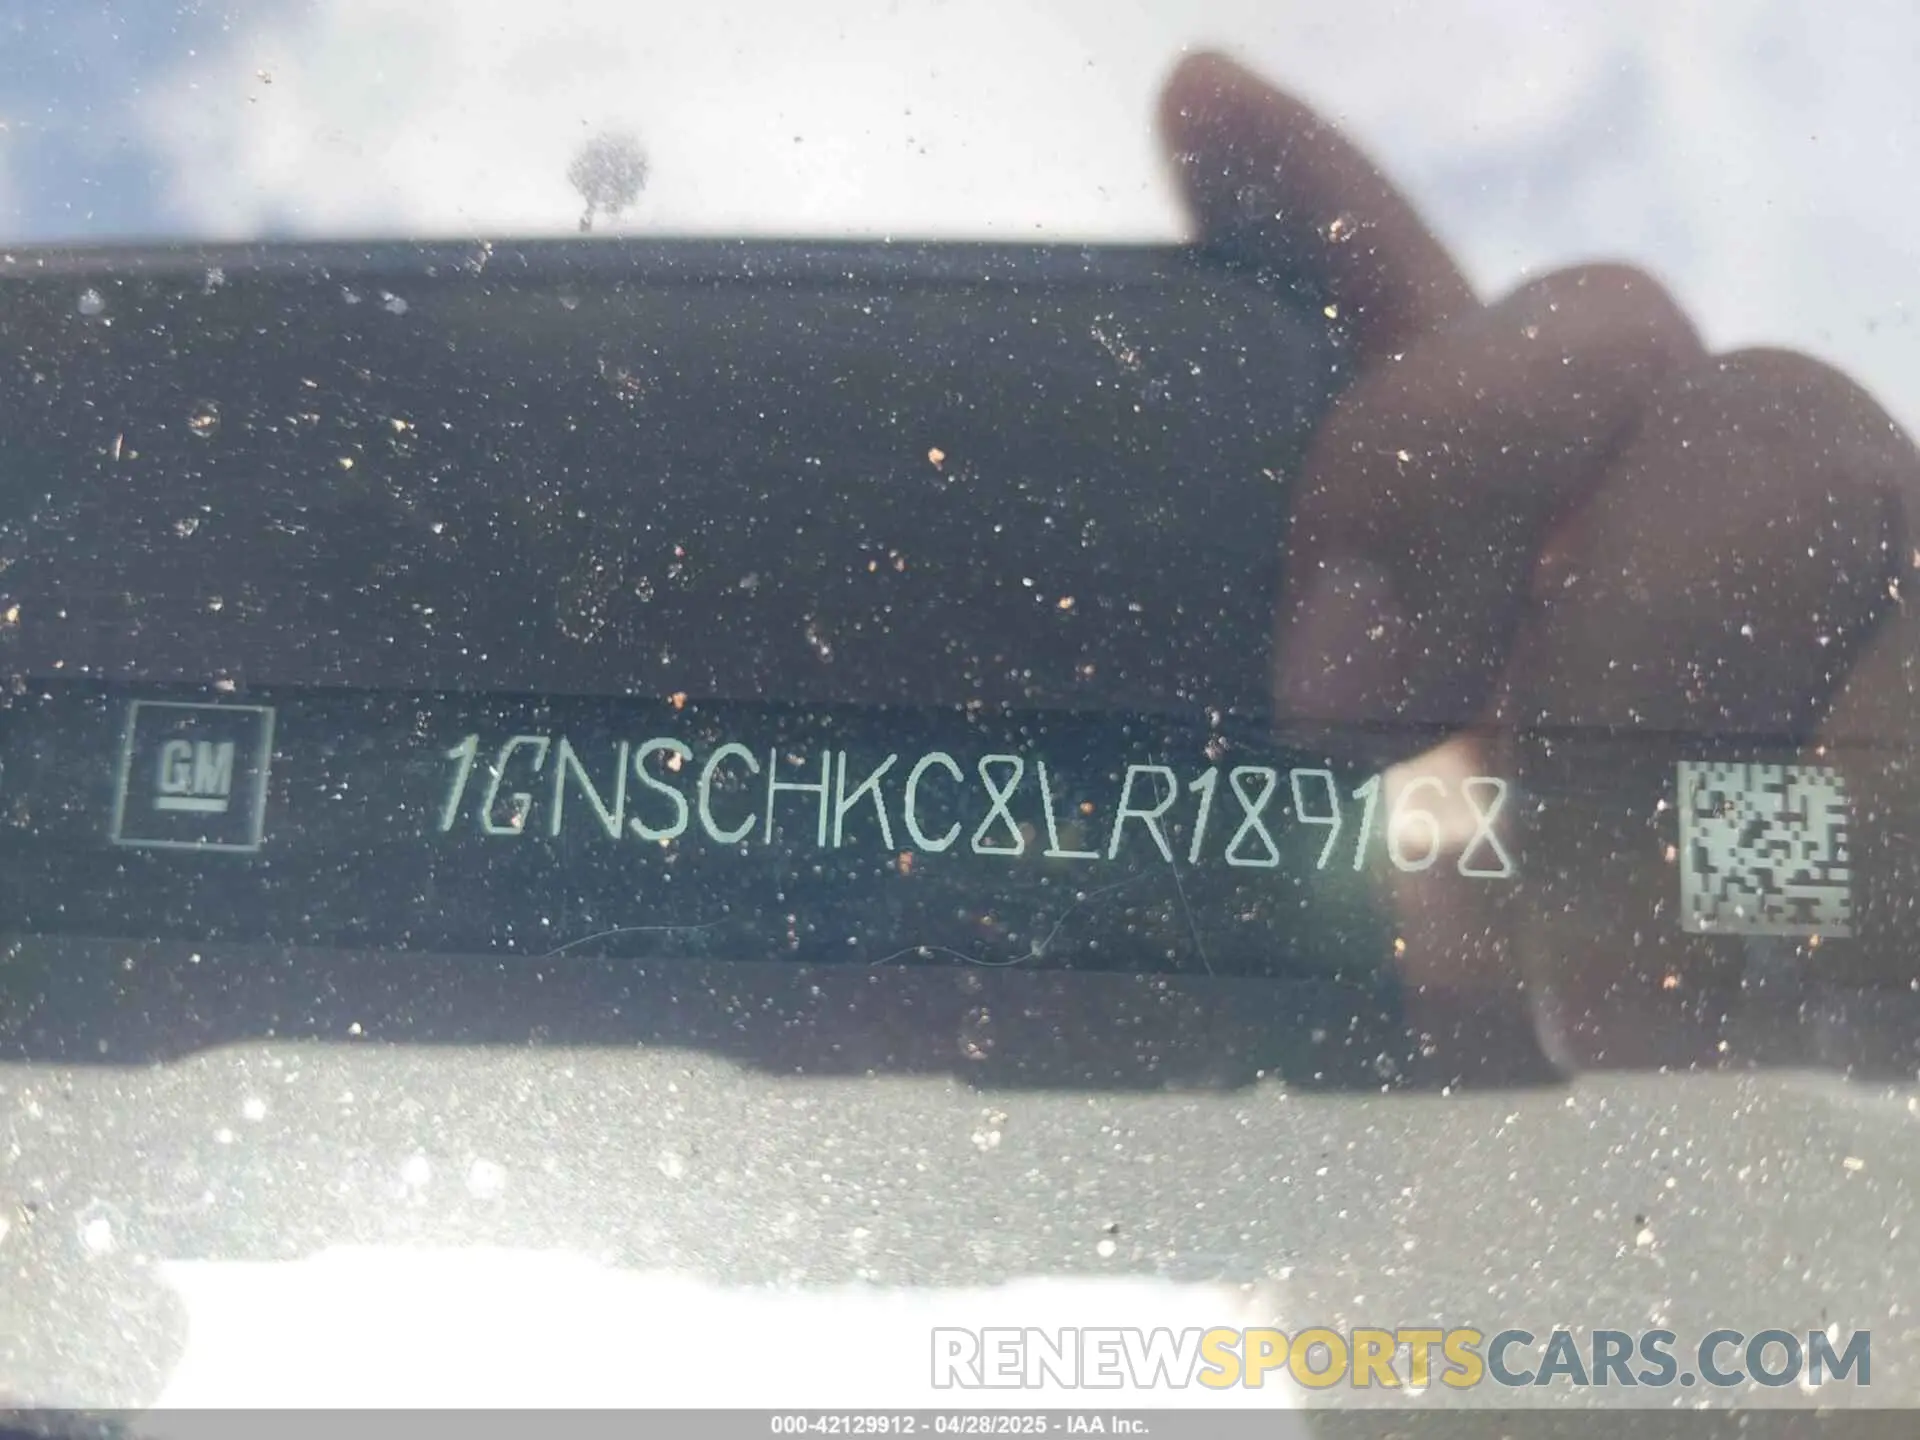 GM
1GNSCHKC8LR189168
RENEWSPORTSCARS.COM
000-42129912 - 04/28/2025 - IAA Inc.